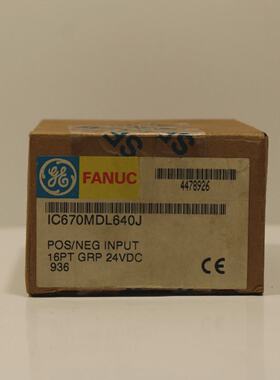 GE FANUC
4478926
IC670MDL640J
POS/NEG INPUT
16PT GRP 24VDC
936
CE